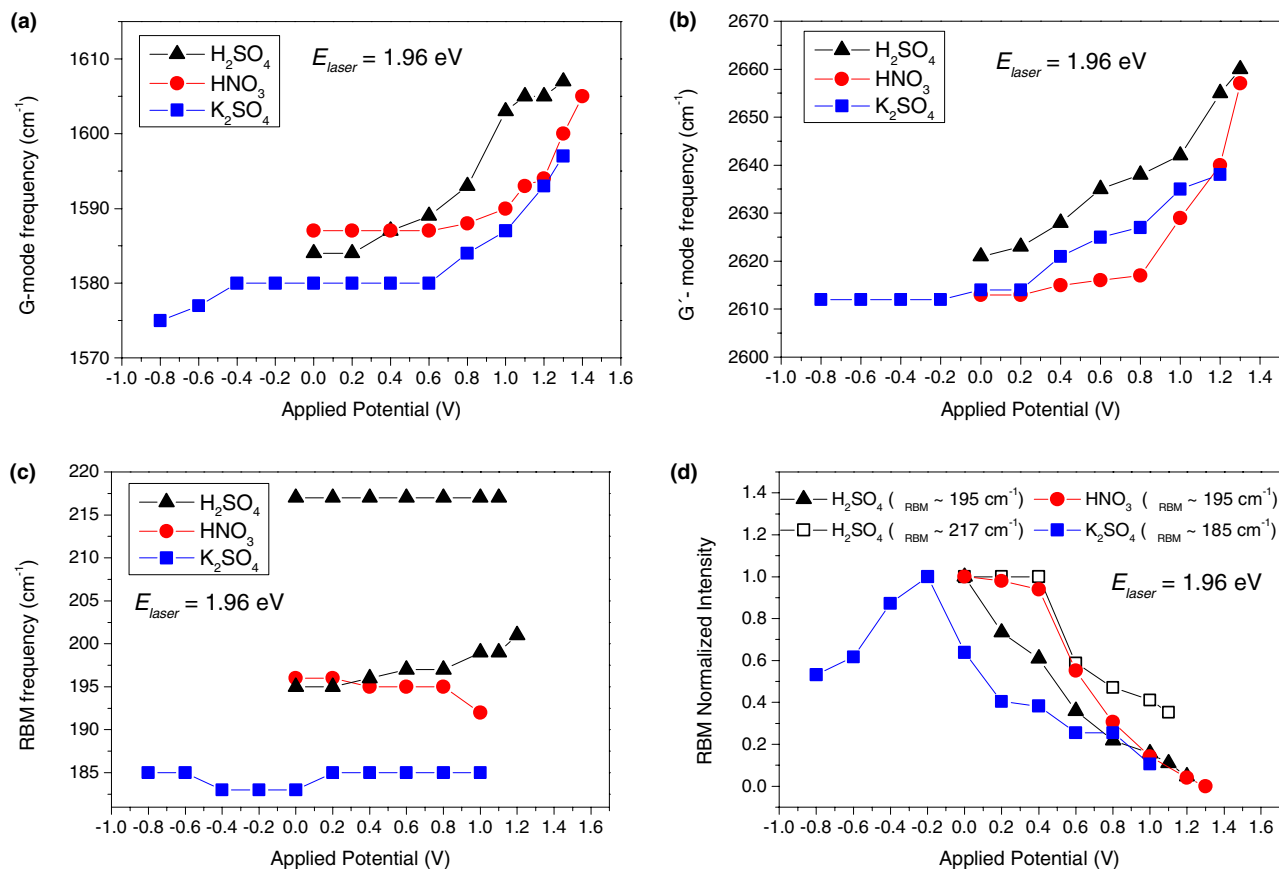 (a)
H₂SO₄
HNO₃
K₂SO₄
E_laser = 1.96 eV
G-mode frequency (cm⁻¹)
1610
1600
1590
1580
1570
-1.0 -0.8 -0.6 -0.4 -0.2 0.0 0.2 0.4 0.6 0.8 1.0 1.2 1.4 1.6
Applied Potential (V)
(b)
H₂SO₄
HNO₃
K₂SO₄
E_laser = 1.96 eV
G´- mode frequency (cm⁻¹)
2670
2660
2650
2640
2630
2620
2610
2600
-1.0 -0.8 -0.6 -0.4 -0.2 0.0 0.2 0.4 0.6 0.8 1.0 1.2 1.4 1.6
Applied Potential (V)
(c)
H₂SO₄
HNO₃
K₂SO₄
E_laser = 1.96 eV
RBM frequency (cm⁻¹)
220
215
210
205
200
195
190
185
-1.0 -0.8 -0.6 -0.4 -0.2 0.0 0.2 0.4 0.6 0.8 1.0 1.2 1.4 1.6
Applied Potential (V)
(d)
H₂SO₄ ( RBM ~ 195 cm⁻¹) HNO₃ ( RBM ~ 195 cm⁻¹)
H₂SO₄ ( RBM ~ 217 cm⁻¹) K₂SO₄ ( RBM ~ 185 cm⁻¹)
E_laser = 1.96 eV
RBM Normalized Intensity
1.4
1.2
1.0
0.8
0.6
0.4
0.2
0.0
-1.0 -0.8 -0.6 -0.4 -0.2 0.0 0.2 0.4 0.6 0.8 1.0 1.2 1.4 1.6
Applied Potential (V)